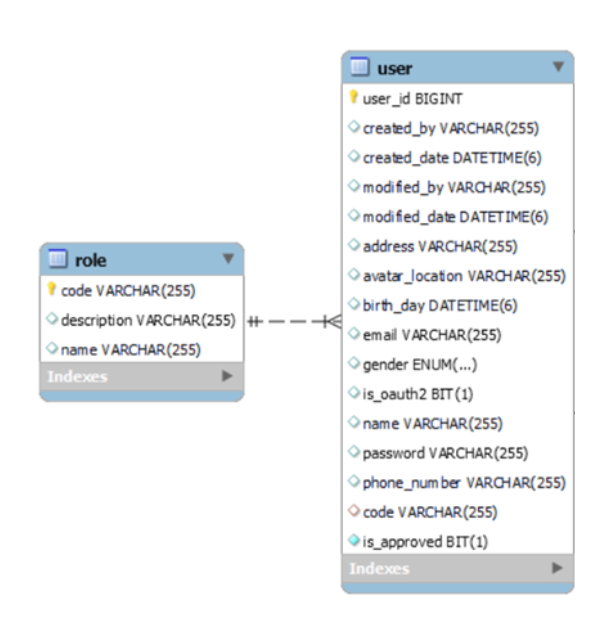 user
user_id BIGINT
created_by VARCHAR(255)
created_date DATETIME(6)
modified_by VARCHAR(255)
modified_date DATETIME(6)
address VARCHAR(255)
avatar_location VARCHAR(255)
birth_day DATETIME(6)
email VARCHAR(255)
gender ENUM(...)
is_oauth2 BIT(1)
name VARCHAR(255)
password VARCHAR(255)
phone_number VARCHAR(255)
code VARCHAR(255)
is_approved BIT(1)
Indexes
role
code VARCHAR(255)
description VARCHAR(255)
name VARCHAR(255)
Indexes